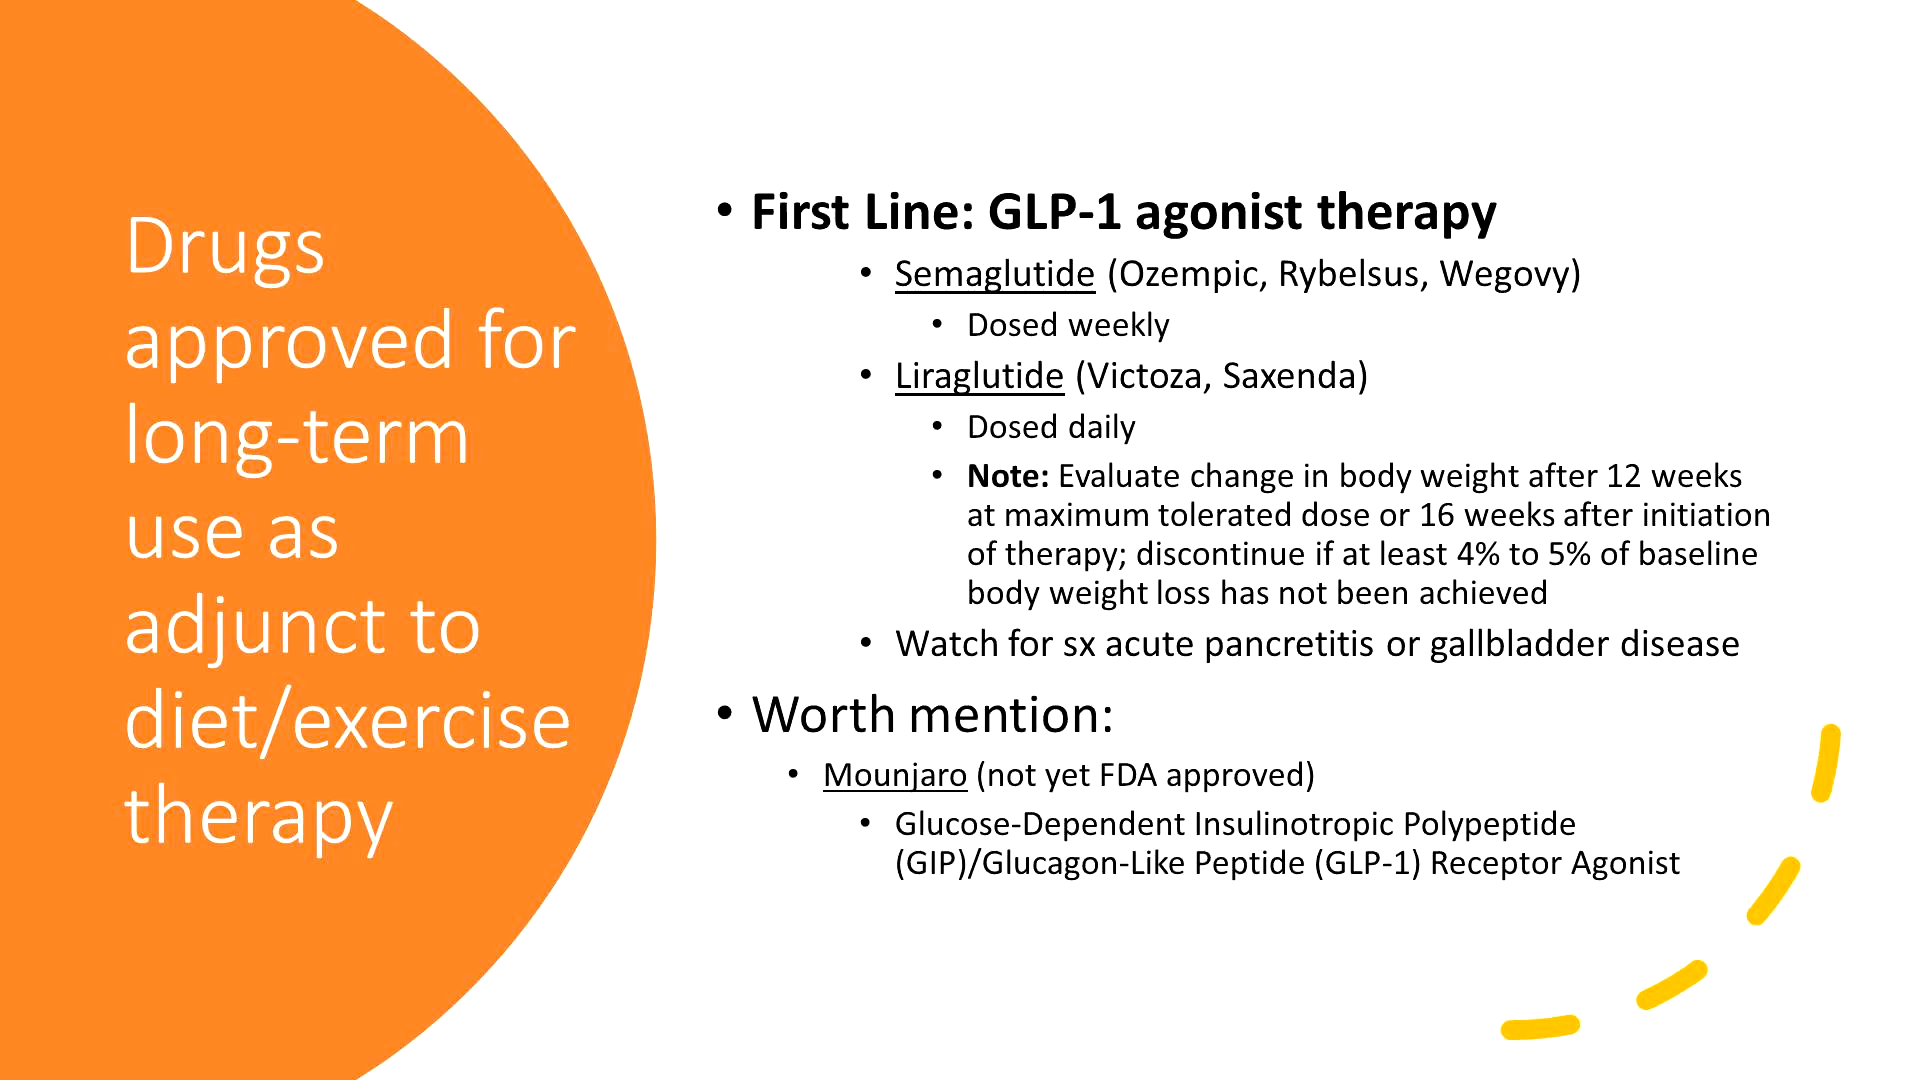 Drugs
approved for
long-term
use as
adjunct to
diet/exercise
therapy
• First Line: GLP-1 agonist therapy
• Semaglutide (Ozempic, Rybelsus, Wegovy)
• Dosed weekly
• Liraglutide (Victoza, Saxenda)
• Dosed daily
• Note: Evaluate change in body weight after 12 weeks
at maximum tolerated dose or 16 weeks after initiation
of therapy; discontinue if at least 4% to 5% of baseline
body weight loss has not been achieved
• Watch for sx acute pancretitis or gallbladder disease
• Worth mention:
• Mounjaro (not yet FDA approved)
• Glucose-Dependent Insulinotropic Polypeptide
(GIP)/Glucagon-Like Peptide (GLP-1) Receptor Agonist